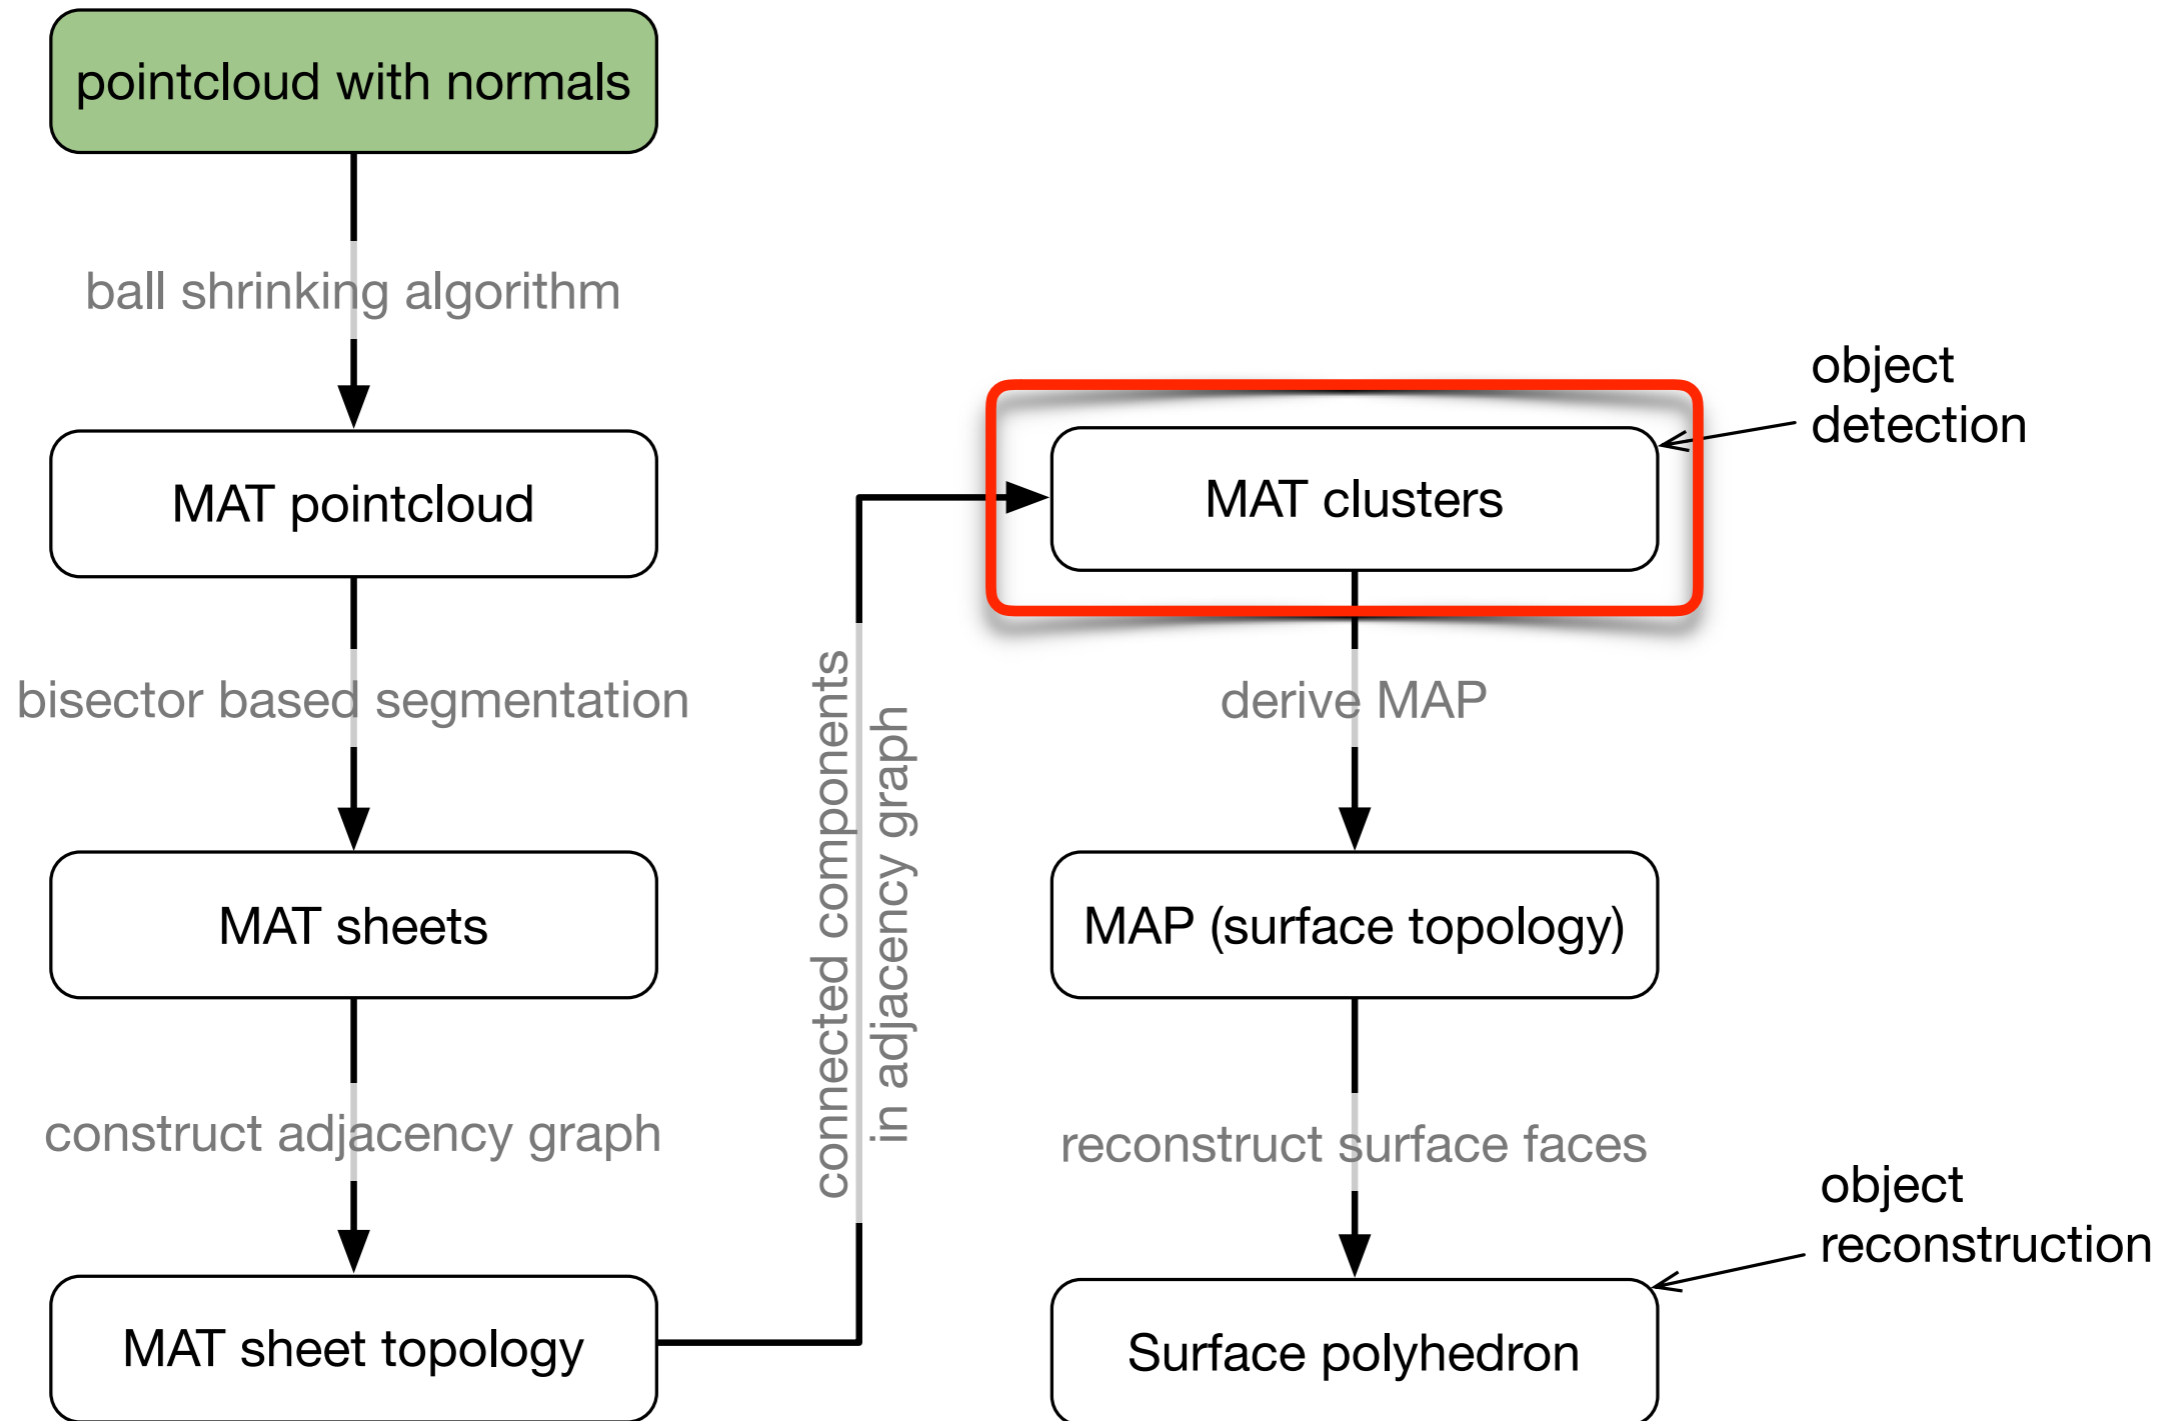 pointcloud with normals
ball shrinking algorithm
MAT pointcloud
bisector based segmentation
MAT sheets
construct adjacency graph
MAT sheet topology
connected components
in adjacency graph
object
detection
MAT clusters
derive MAP
MAP (surface topology)
reconstruct surface faces
object
reconstruction
Surface polyhedron